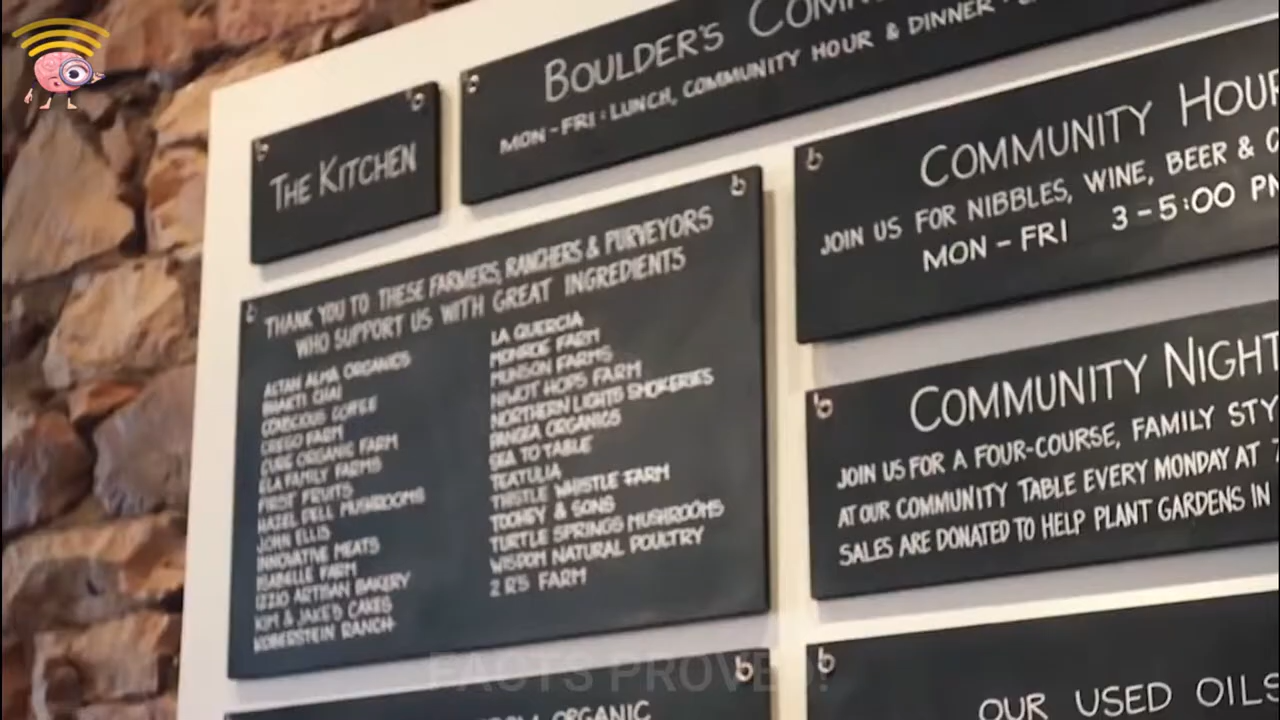 THE KITCHEN
BOULDER'S COMM
MON - FRI : LUNCH, COMMUNITY HOUR & DINNER
COMMUNITY HOUR
JOIN US FOR NIBBLES, WINE, BEER & C
MON - FRI 3 - 5:00 PM
THANK YOU TO THESE FARMERS, RANCHERS & PURVEYORS
WHO SUPPORT US WITH GREAT INGREDIENTS
ALMA ORGANICS
BHAKTI CHAI
CONSCIOUS COFFEE
CREGO FARM
CURE ORGANIC FARM
ELA FAMILY FARMS
FIRST FRUITS
HAZEL DELL MUSHROOMS
JOHN ELLIS
INNOVATIVE MEATS
ISABELLE FARM
IZZIO ARTISAN BAKERY
KIM & JAKE'S CAKES
KOBERSTEIN RANCH
LA QUERCIA
MONROE FARM
MUNSON FARMS
NIWOT HOPS FARM
NORTHERN LIGHTS SMOKERIES
PANGEA ORGANICS
SEA TO TABLE
TEATULIA
THISTLE WHISTLE FARM
TOOHEY & SONS
TURTLE SPRINGS MUSHROOMS
WISDOM NATURAL POULTRY
2 R'S FARM
COMMUNITY NIGHT
JOIN US FOR A FOUR-COURSE, FAMILY STY
AT OUR COMMUNITY TABLE EVERY MONDAY AT
SALES ARE DONATED TO HELP PLANT GARDENS IN
ORGANIC
OUR USED OILS
FACTS PROVED!